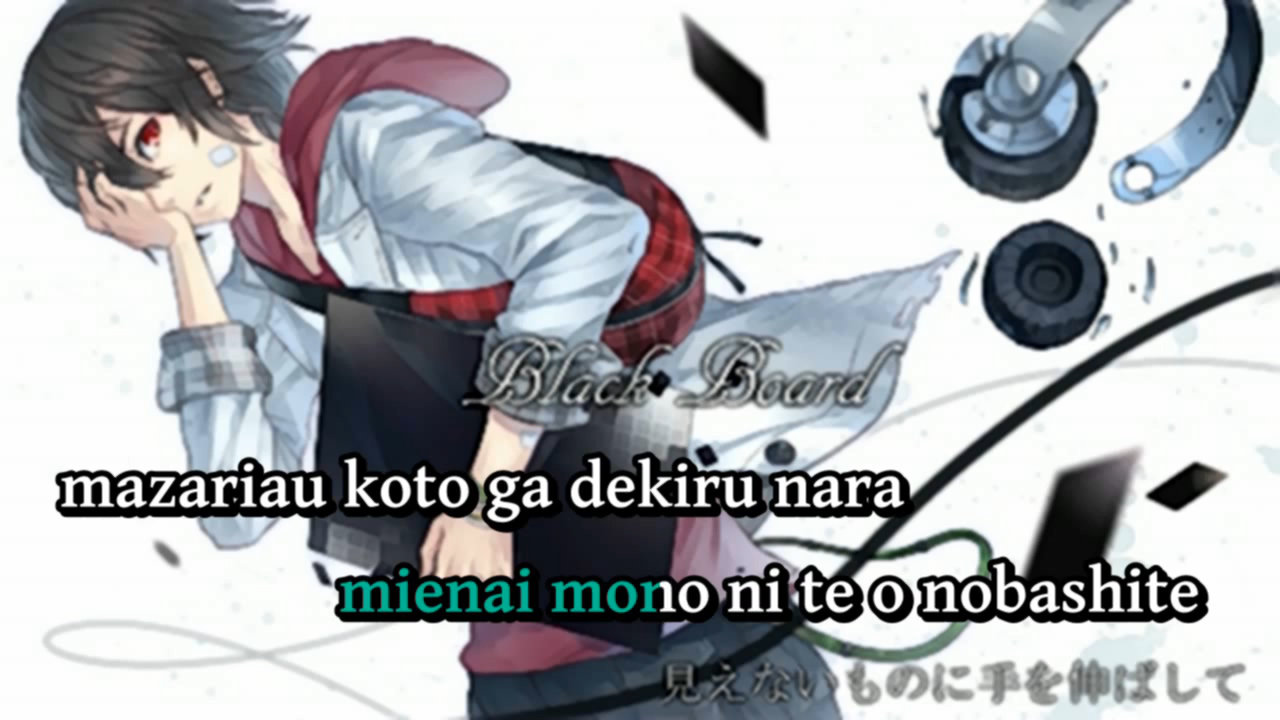 Black Board
mazariau koto ga dekiru nara
mienai mono ni te o nobashite
見えないものに手を伸ばして